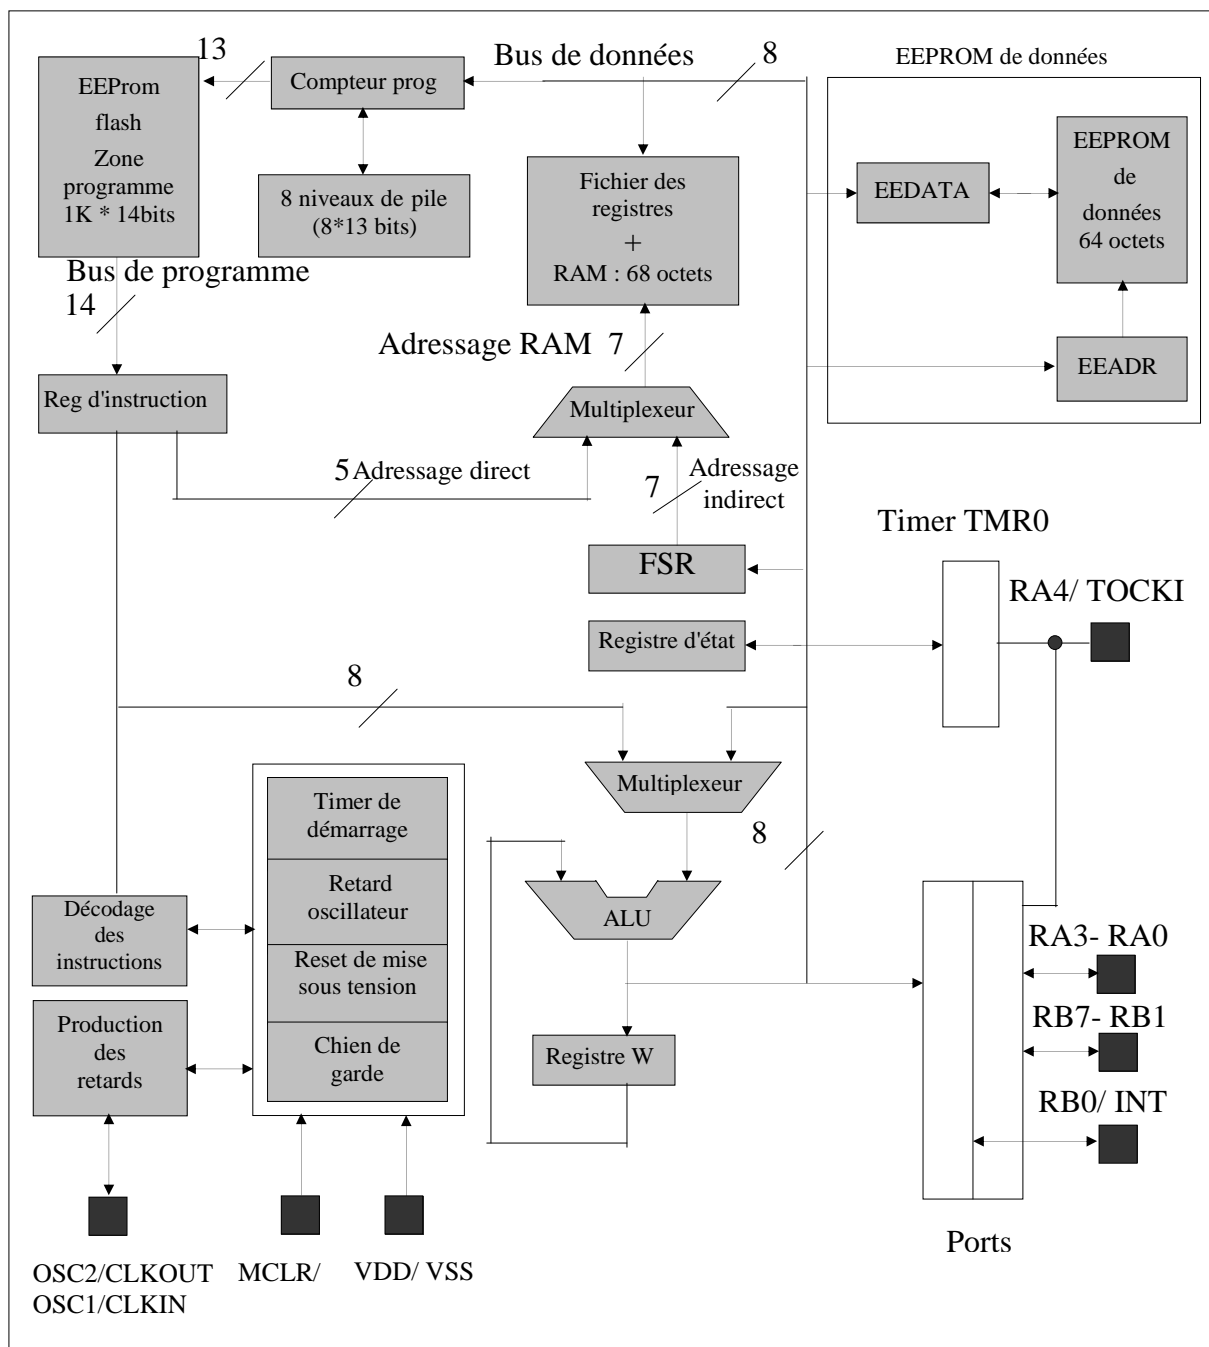 13
Bus de données
8
EEPROM de données
EEProm
flash
Zone
programme
1K * 14bits
Compteur prog
8 niveaux de pile
(8*13 bits)
Fichier des
registres
+
RAM : 68 octets
EEDATA
EEPROM
de
données
64 octets
EEADR
Bus de programme
14
Adressage RAM 7
Reg d'instruction
Multiplexeur
5 Adressage direct
7
Adressage
indirect
FSR
Timer TMR0
RA4/ TOCKI
Registre d'état
8
Multiplexeur
8
Timer de
démarrage
Retard
oscillateur
Reset de mise
sous tension
Chien de
garde
ALU
Décodage
des
instructions
Production
des
retards
Registre W
RA3- RA0
RB7- RB1
RB0/ INT
Ports
OSC2/CLKOUT
OSC1/CLKIN
MCLR/
VDD/ VSS